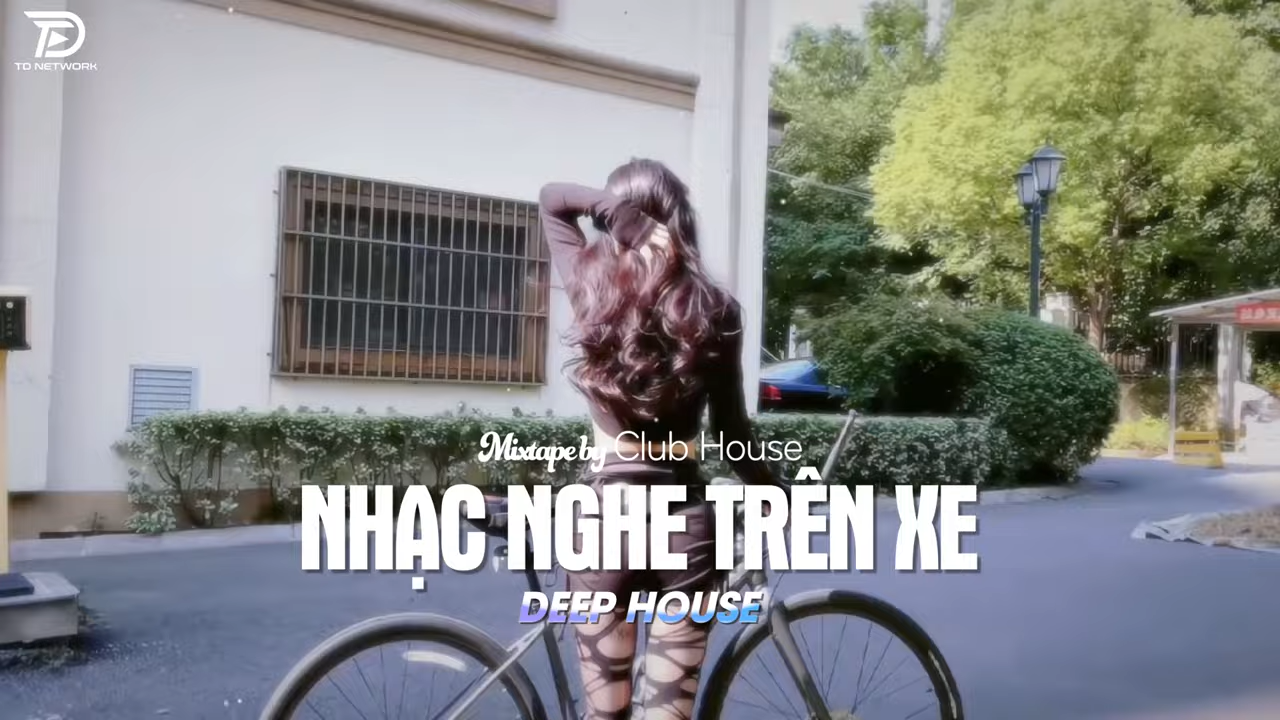 TD NETWORK
Mixtape by Club House
NHẠC NGHE TRÊN XE
DEEP HOUSE